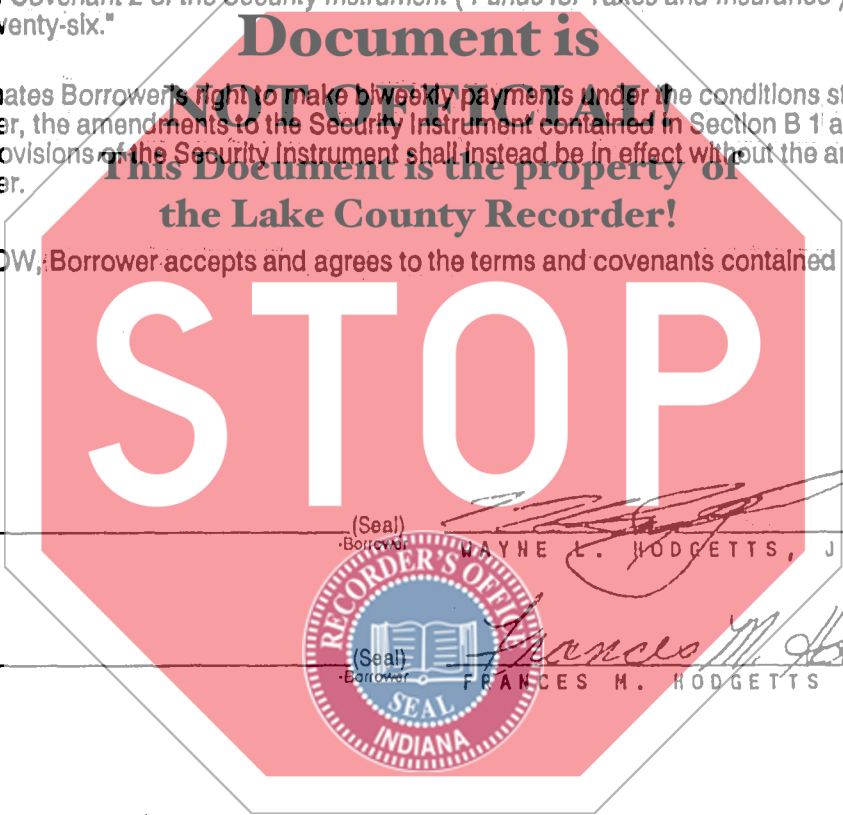 Covenant 2 of the Security Instrument ("Funds for Taxes and Insurance")
venty-six."
Document is
ates Borrower's right to make biweekly payments under the conditions st
NOT OFFICIAL!
er, the amendments to the Security Instrument contained in Section B 1 a
ovisions of the Security Instrument shall instead be in effect without the a
This Document is the property of
er.
the Lake County Recorder!
OW, Borrower accepts and agrees to the terms and covenants contained
STOP
(Seal)
-Borrower
WAYNE L. HODGETTS, J
RECORDER'S OFFICE
Frances M.
(Seal)
-Borrower
FRANCES M. HODGETTS
SEAL
INDIANA